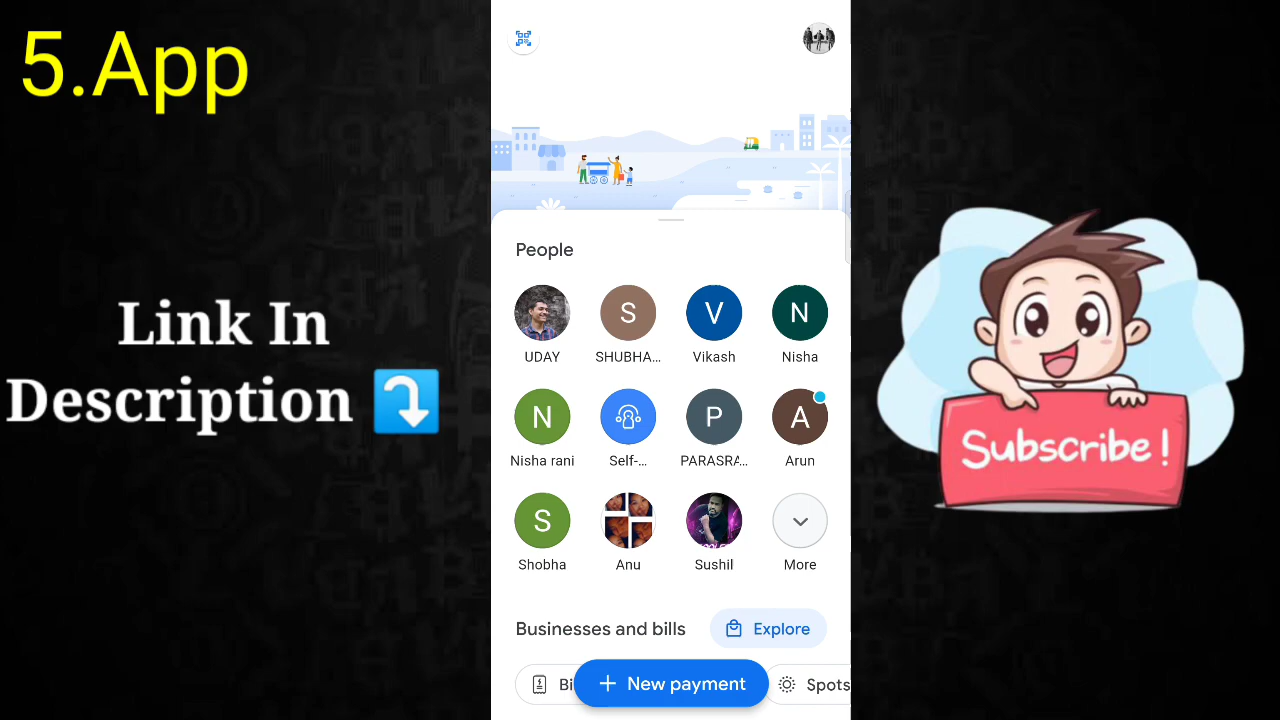 5.App
Link In
Description ⤵
People
S
V
N
UDAY
SHUBHA...
Vikash
Nisha
N
P
A
Nisha rani
Self-...
PARASRA...
Arun
S
Shobha
Anu
Sushil
More
Businesses and bills
Explore
Bi
+ New payment
Spots
Subscribe!